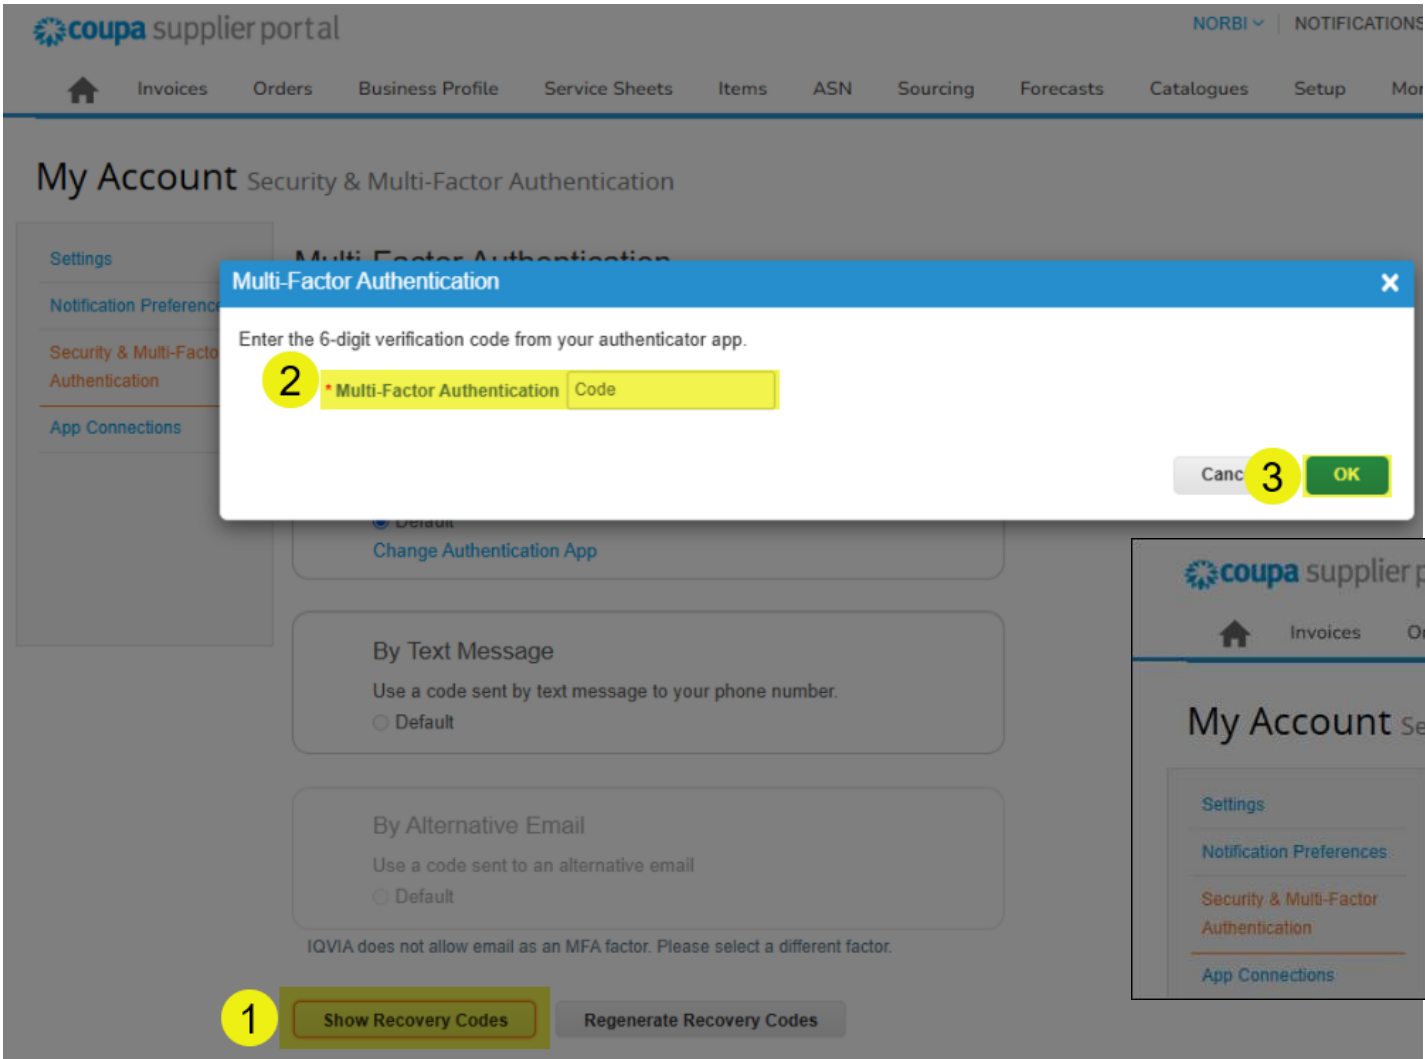 coupa supplier portal
NORBI NOTIFICATIONS
Invoices Orders Business Profile Service Sheets Items ASN Sourcing Forecasts Catalogues Setup
My Account Security & Multi-Factor Authentication
Settings
Notification Preference
Security & Multi-Facto
Authentication
App Connections
Multi-Factor Authentication
Multi-Factor Authentication
Enter the 6-digit verification code from your authenticator app.
2
* Multi-Factor Authentication Code
Canc
3
OK
Default
Change Authentication App
By Text Message
Use a code sent by text message to your phone number.
Default
By Alternative Email
Use a code sent to an alternative email
Default
IQVIA does not allow email as an MFA factor. Please select a different factor.
1
Show Recovery Codes Regenerate Recovery Codes
coupa supplier
Invoices
My Account
Settings
Notification Preferences
Security & Multi-Factor
Authentication
App Connections